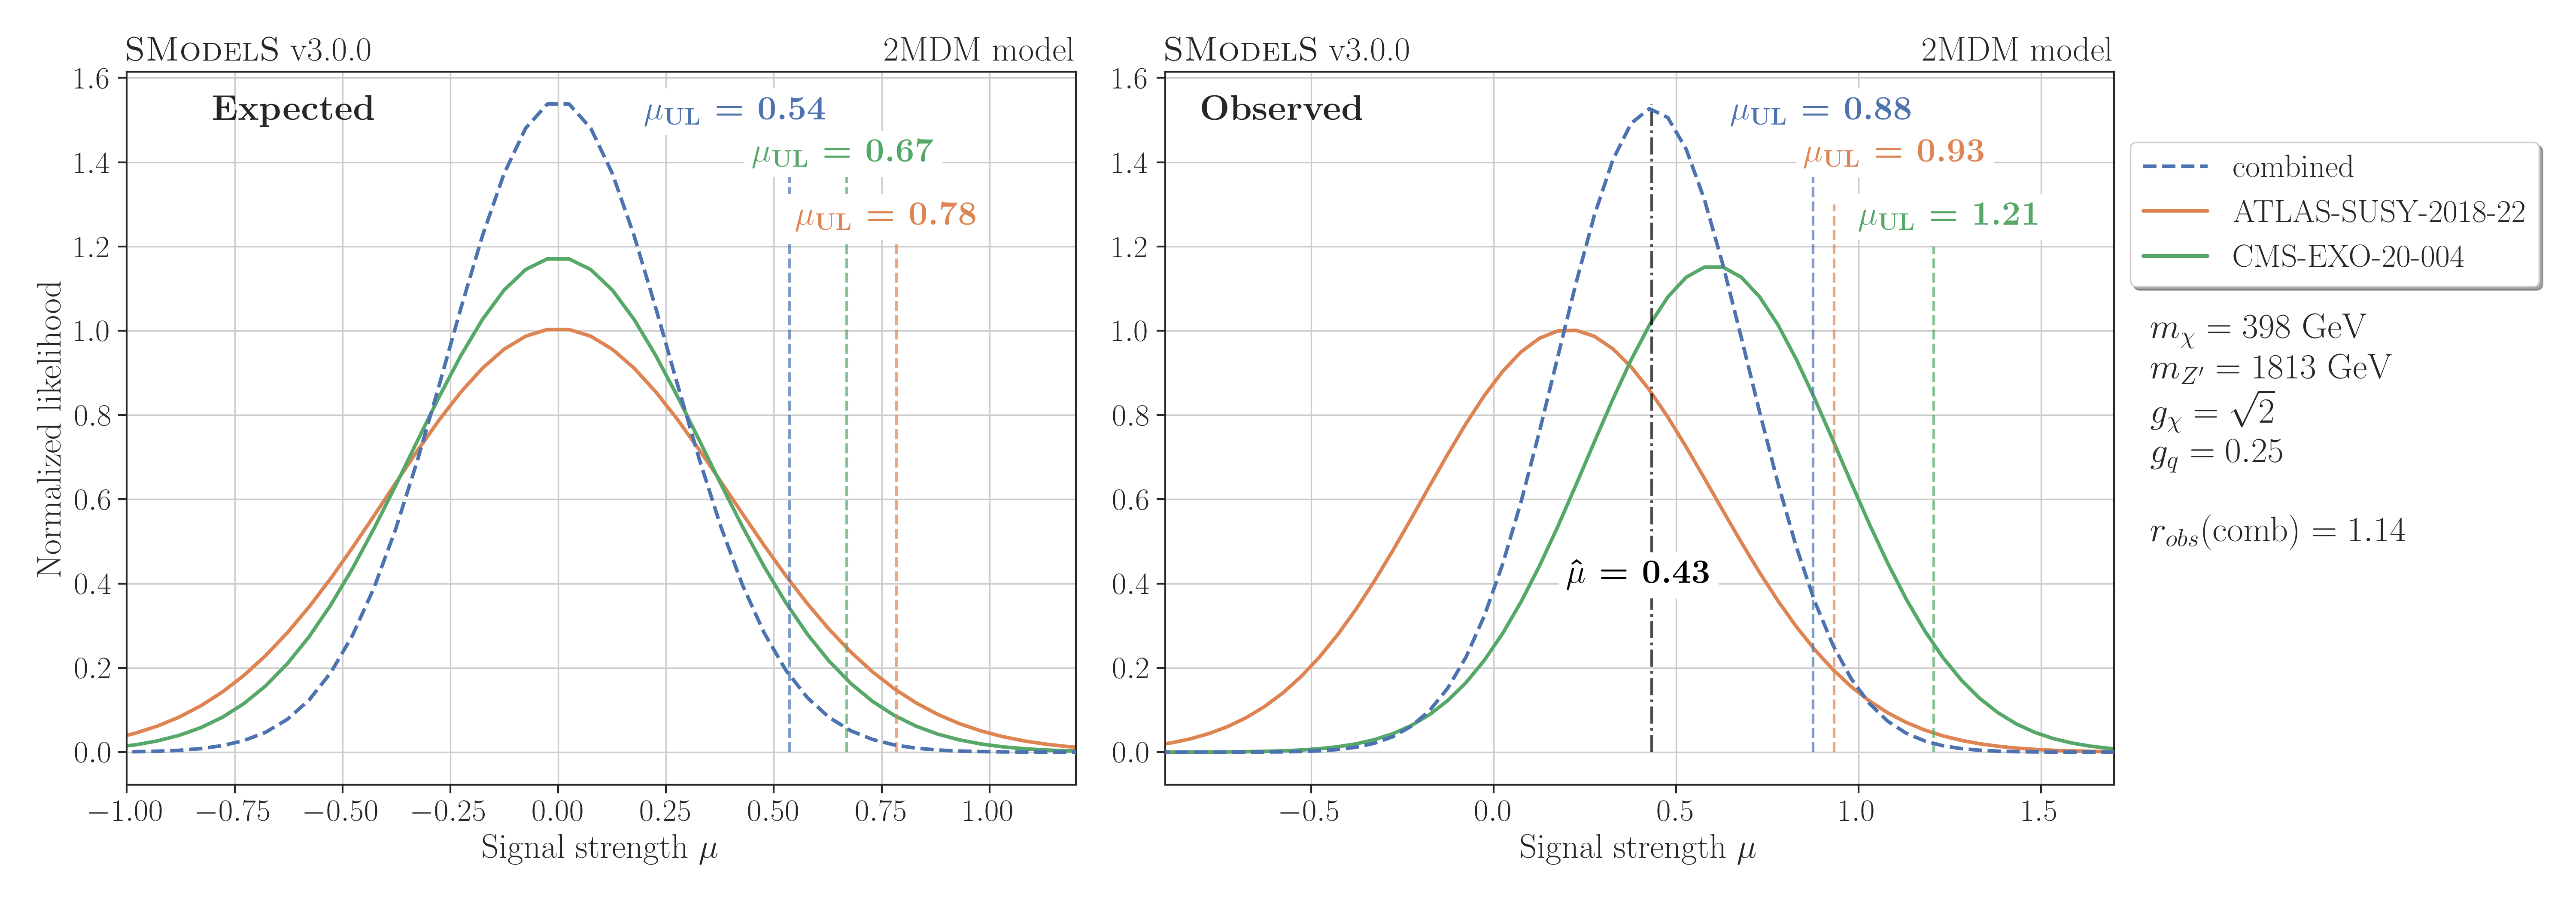 SModelS v3.0.0
2MDM model
Expected
μUL = 0.54
μUL = 0.67
μUL = 0.78
1.6
1.4
1.2
1.0
0.8
0.6
0.4
0.2
0.0
Normalized likelihood
−1.00 −0.75 −0.50 −0.25 0.00 0.25 0.50 0.75 1.00
Signal strength μ
SModelS v3.0.0
2MDM model
Observed
μUL = 0.88
μUL = 0.93
μUL = 1.21
μ̂ = 0.43
1.6
1.4
1.2
1.0
0.8
0.6
0.4
0.2
0.0
−0.5 0.0 0.5 1.0 1.5
Signal strength μ
combined
ATLAS-SUSY-2018-22
CMS-EXO-20-004
mχ = 398 GeV
mZ′ = 1813 GeV
gχ = √2
gq = 0.25
robs(comb) = 1.14